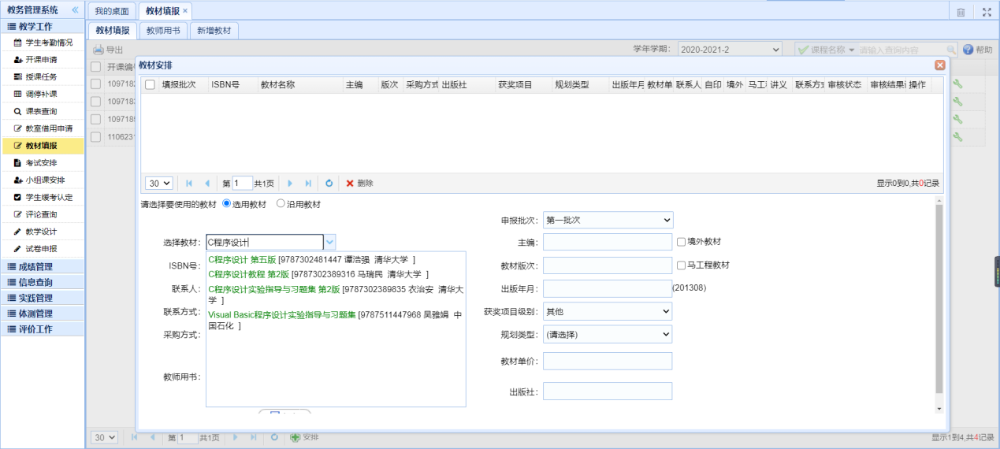 教务管理系统
教学工作
学生考勤情况
开课申请
授课任务
调停补课
课表查询
教室借用申请
教材填报
考试安排
小组课安排
学生缓考认定
评论查询
教学设计
试卷申报
成绩管理
信息查询
实践管理
体测管理
评价工作
我的桌面 教材填报 ×
教材填报 教师用书 新增教材
导出 学年学期: 2020-2021-2 课程名称 请输入查询内容 帮助
开课编
教材安排
填报批次 ISBN号 教材名称 主编 版次 采购方式 出版社 获奖项目 规划类型 出版年月 教材单 联系人 自印 境外 马工 讲义 联系方式 审核状态 审核结果 操作
109718
109718
109718
110623
30 第 1 共1页 删除 显示0到0,共0记录
请选择要使用的教材 选用教材 沿用教材
申报批次: 第一批次
选择教材: C程序设计
主编: 境外教材
ISBN号:
教材版次: 马工程教材
联系人:
出版年月: (201308)
联系方式:
获奖项目级别: 其他
采购方式:
规划类型: (请选择)
教材单价:
教师用书:
出版社:
C程序设计 第五版 [9787302481447 谭浩强 清华大学 ]
C程序设计教程 第2版 [9787302389316 马瑞民 清华大学 ]
C程序设计实验指导与习题集 第2版 [9787302389835 衣治安 清华大
学 ]
Visual Basic程序设计实验指导与习题集 [9787511447968 吴雅娟 中
国石化 ]
30 第 1 共1页 安排 显示1到4,共4记录